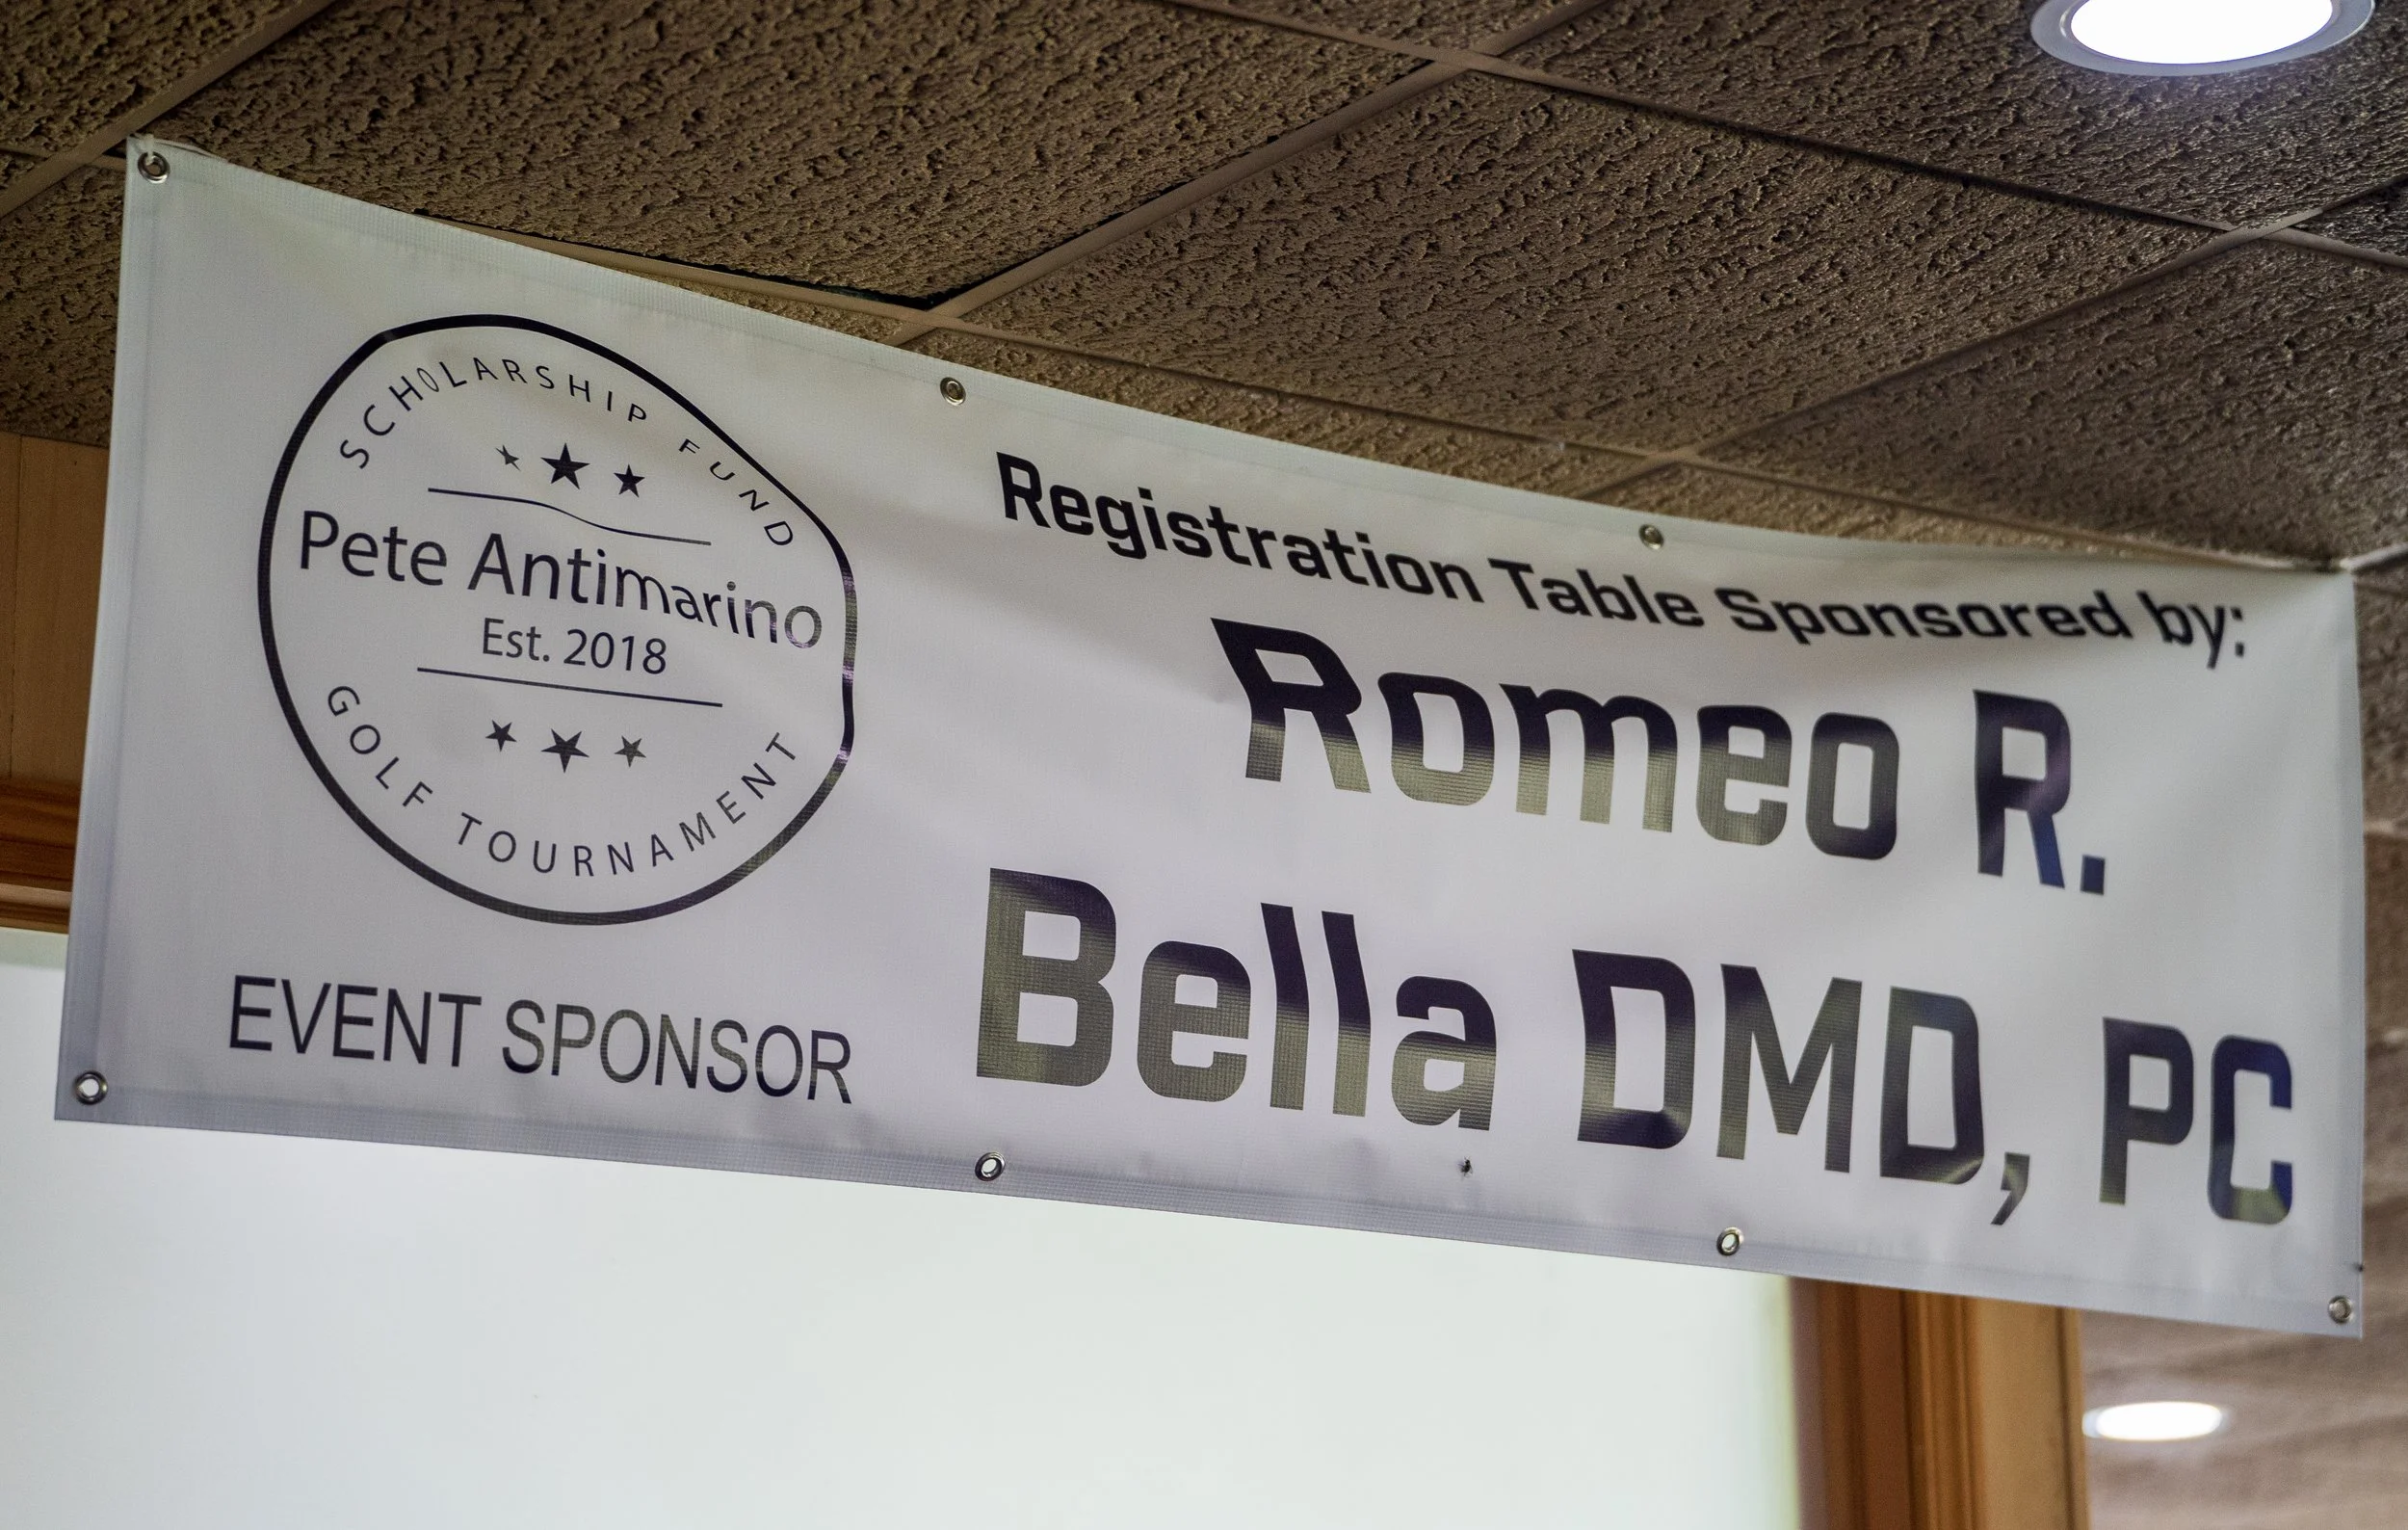 SCHOLARSHIP FUND
Pete Antimarino
Est. 2018
GOLF TOURNAMENT
EVENT SPONSOR
Registration Table Sponsored by:
Romeo R.
Bella DMD, PC